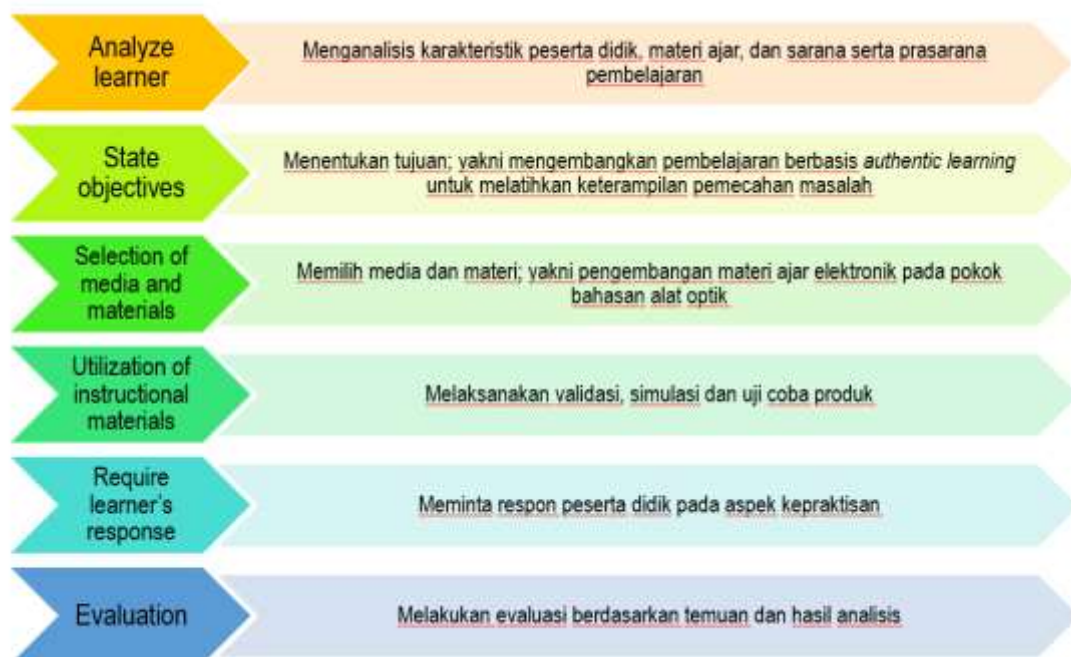 Analyze
learner
Menganalisis karakteristik peserta didik, materi ajar, dan sarana serta prasarana
pembelajaran
State
objectives
Menentukan tujuan; yakni mengembangkan pembelajaran berbasis authentic learning
untuk melatihkan keterampilan pemecahan masalah
Selection of
media and
materials
Memilih media dan materi; yakni pengembangan materi ajar elektronik pada pokok
bahasan alat optik
Utilization of
instructional
materials
Melaksanakan validasi, simulasi dan uji coba produk
Require
learner's
response
Meminta respon peserta didik pada aspek kepraktisan
Evaluation
Melakukan evaluasi berdasarkan temuan dan hasil analisis